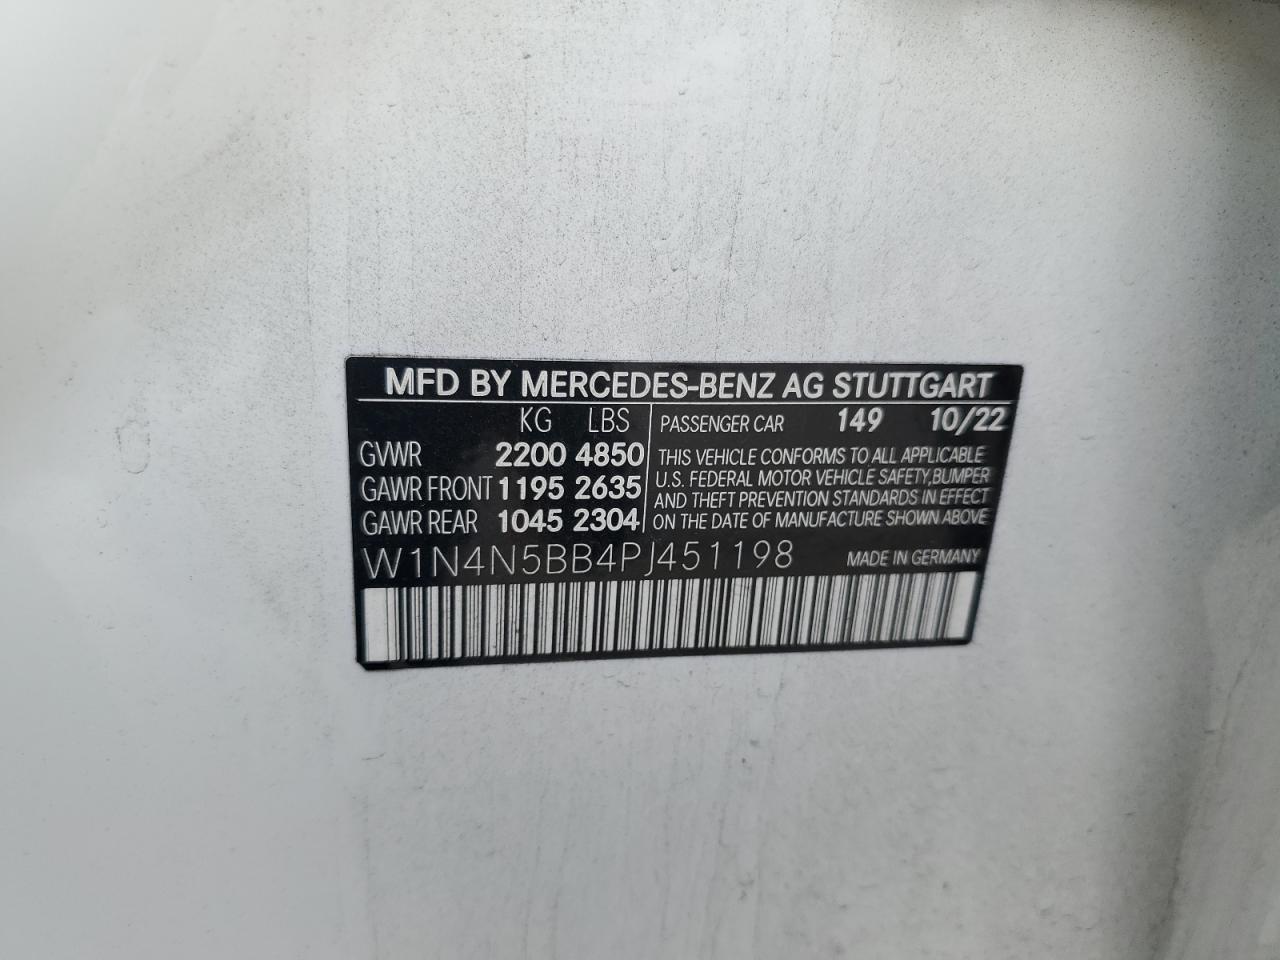 MFD BY MERCEDES-BENZ AG STUTTGART
KG LBS
GVWR 2200 4850
GAWR FRONT 1195 2635
GAWR REAR 1045 2304
PASSENGER CAR 149 10/22
THIS VEHICLE CONFORMS TO ALL APPLICABLE
U.S. FEDERAL MOTOR VEHICLE SAFETY,BUMPER
AND THEFT PREVENTION STANDARDS IN EFFECT
ON THE DATE OF MANUFACTURE SHOWN ABOVE
W1N4N5BB4PJ451198 MADE IN GERMANY